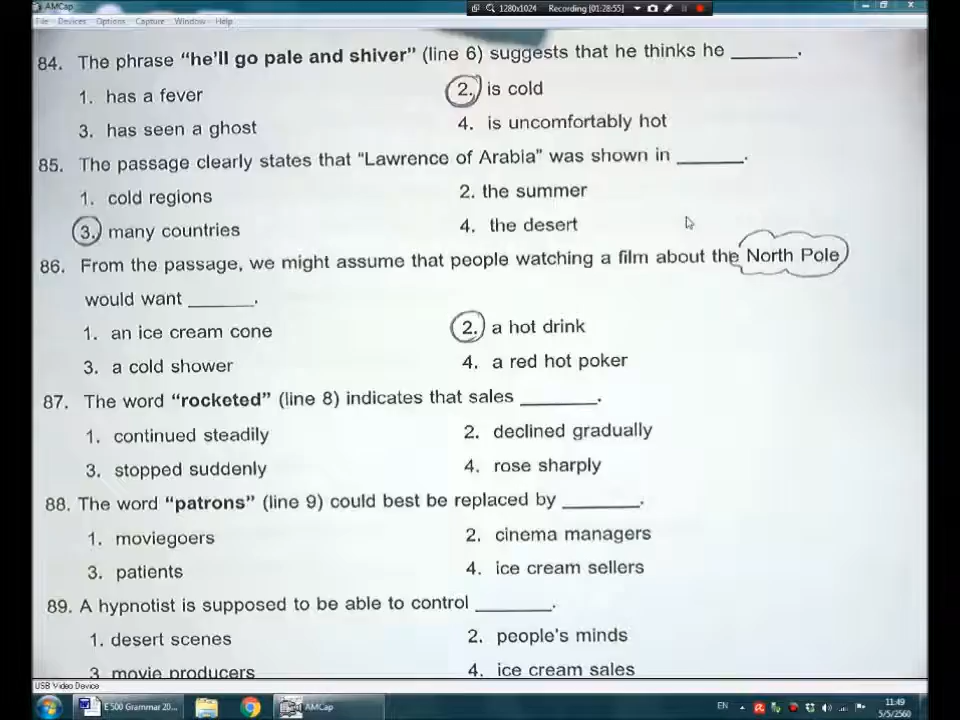 AMCap
1280x1024 Recording [01:28:55]
File Devices Options Capture Window Help
84. The phrase “he’ll go pale and shiver” (line 6) suggests that he thinks he ______.
1. has a fever
2. is cold
3. has seen a ghost
4. is uncomfortably hot
85. The passage clearly states that “Lawrence of Arabia” was shown in ______.
1. cold regions
2. the summer
3. many countries
4. the desert
86. From the passage, we might assume that people watching a film about the North Pole
would want ______.
1. an ice cream cone
2. a hot drink
3. a cold shower
4. a red hot poker
87. The word “rocketed” (line 8) indicates that sales _______.
1. continued steadily
2. declined gradually
3. stopped suddenly
4. rose sharply
88. The word “patrons” (line 9) could best be replaced by _______.
1. moviegoers
2. cinema managers
3. patients
4. ice cream sellers
89. A hypnotist is supposed to be able to control _______.
1. desert scenes
2. people’s minds
3. movie producers
4. ice cream sales
USB Video Device
E500 Grammar 20...
AMCap
EN
11:49
5/5/2560